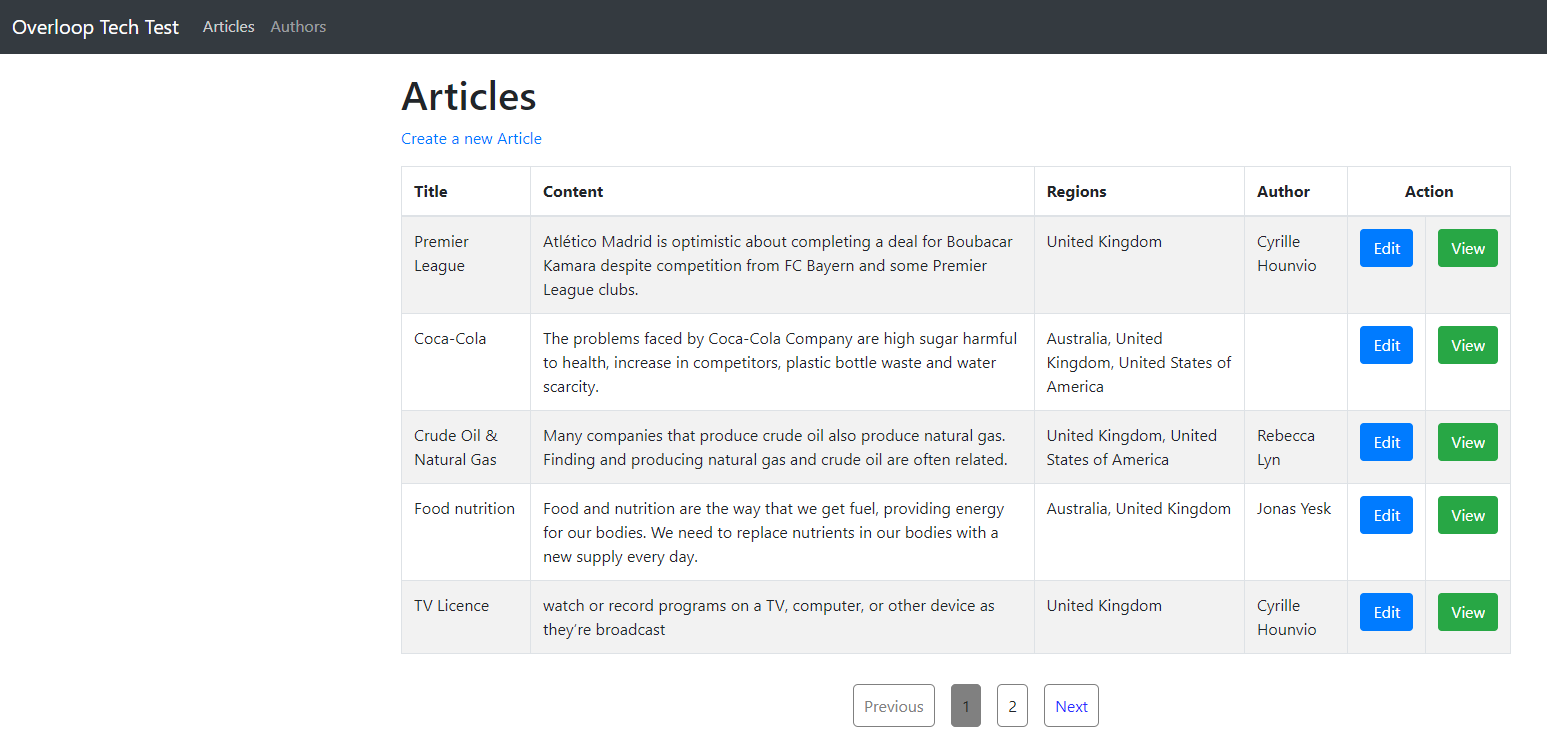 Overloop Tech Test Articles Authors
Articles
Create a new Article
Title Content Regions Author Action
Premier
League
Atlético Madrid is optimistic about completing a deal for Boubacar
Kamara despite competition from FC Bayern and some Premier
League clubs.
United Kingdom
Cyrille
Hounvio
Edit View
Coca-Cola
The problems faced by Coca-Cola Company are high sugar harmful
to health, increase in competitors, plastic bottle waste and water
scarcity.
Australia, United
Kingdom, United States of
America
Edit View
Crude Oil &
Natural Gas
Many companies that produce crude oil also produce natural gas.
Finding and producing natural gas and crude oil are often related.
United Kingdom, United
States of America
Rebecca
Lyn
Edit View
Food nutrition
Food and nutrition are the way that we get fuel, providing energy
for our bodies. We need to replace nutrients in our bodies with a
new supply every day.
Australia, United Kingdom
Jonas Yesk
Edit View
TV Licence
watch or record programs on a TV, computer, or other device as
they’re broadcast
United Kingdom
Cyrille
Hounvio
Edit View
Previous 1 2 Next